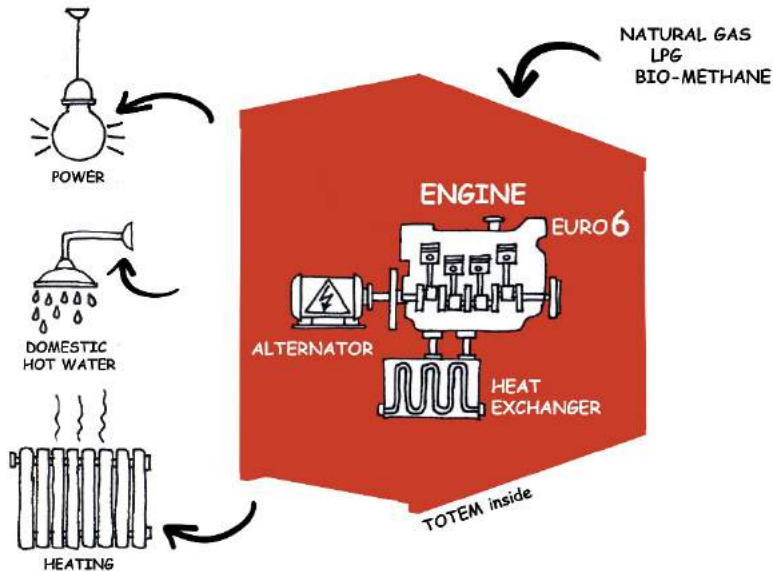 NATURAL GAS
LPG
BIO-METHANE
POWER
ENGINE
EURO 6
ALTERNATOR
DOMESTIC
HOT WATER
HEAT
EXCHANGER
TOTEM inside
HEATING